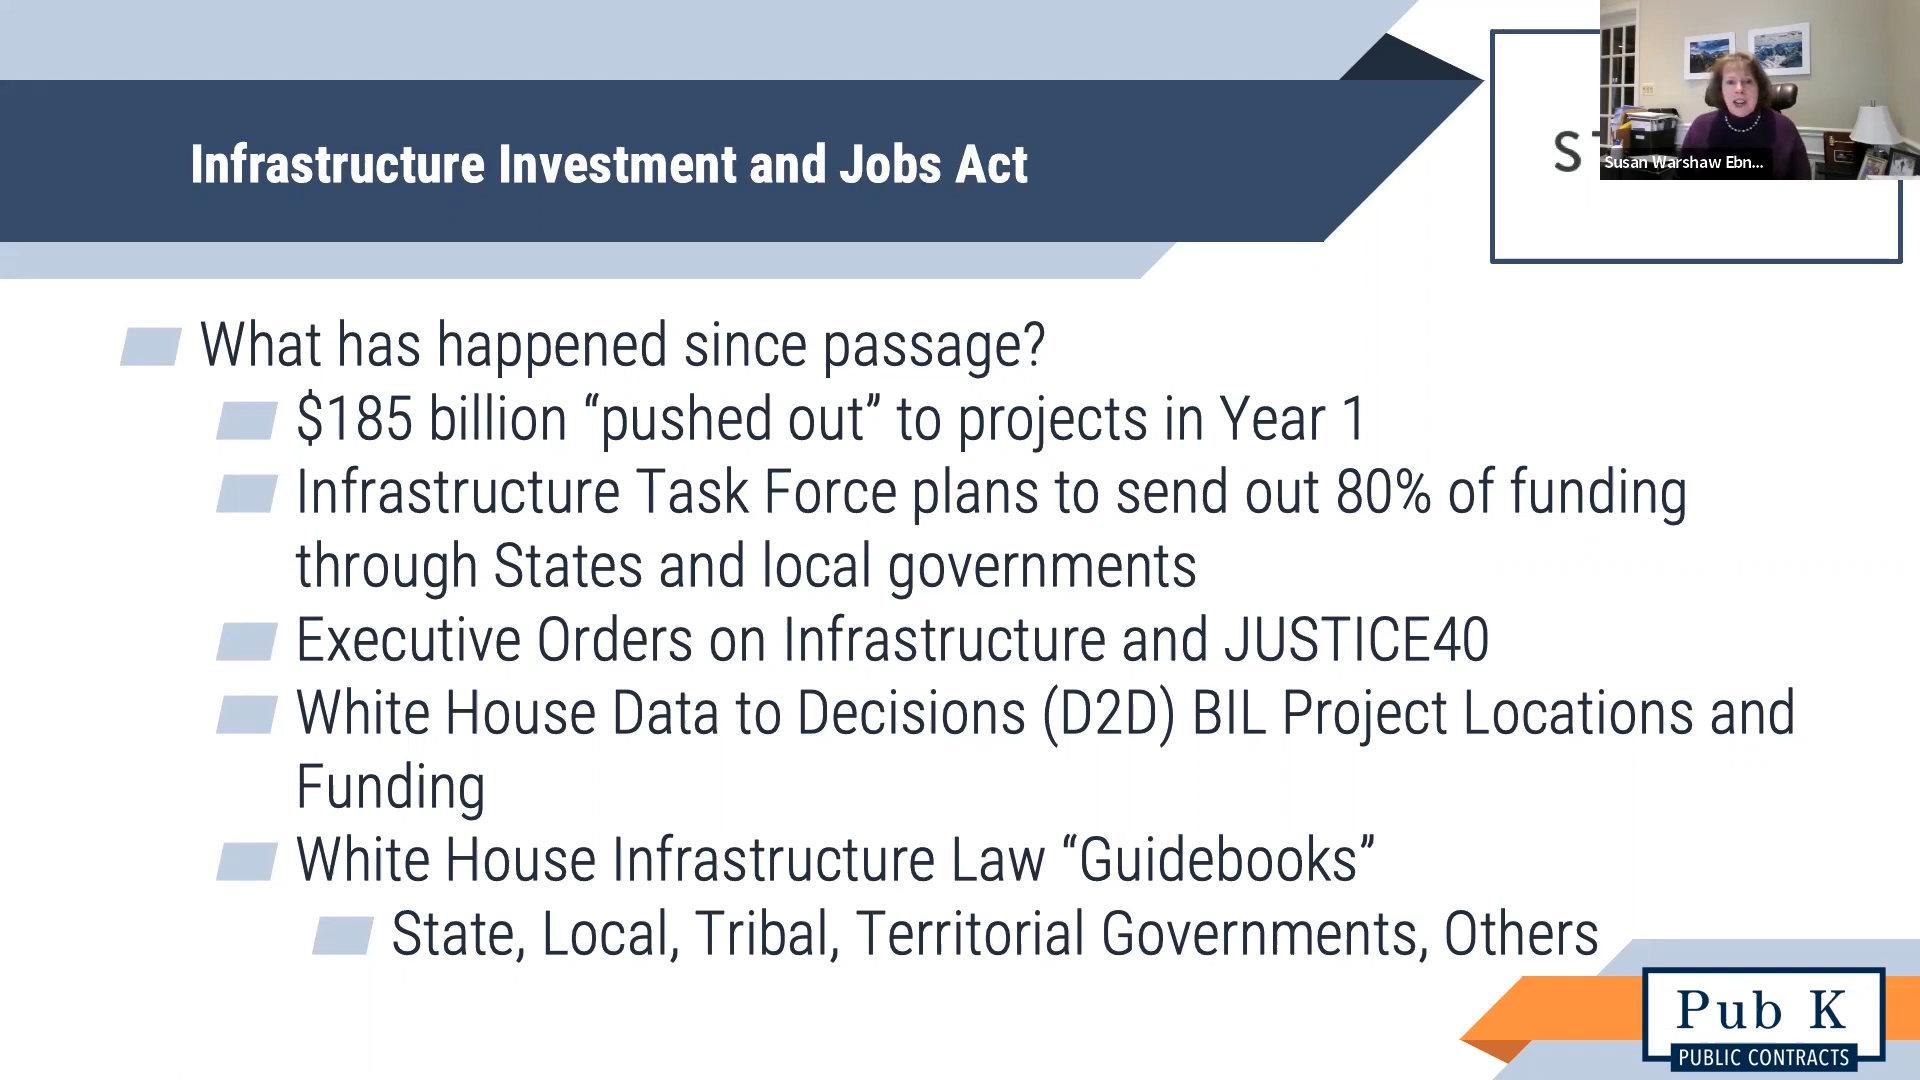 Infrastructure Investment and Jobs Act
S
Susan Warshaw Ebn...
What has happened since passage?
$185 billion “pushed out” to projects in Year 1
Infrastructure Task Force plans to send out 80% of funding
through States and local governments
Executive Orders on Infrastructure and JUSTICE40
White House Data to Decisions (D2D) BIL Project Locations and
Funding
White House Infrastructure Law “Guidebooks”
State, Local, Tribal, Territorial Governments, Others
Pub K
PUBLIC CONTRACTS